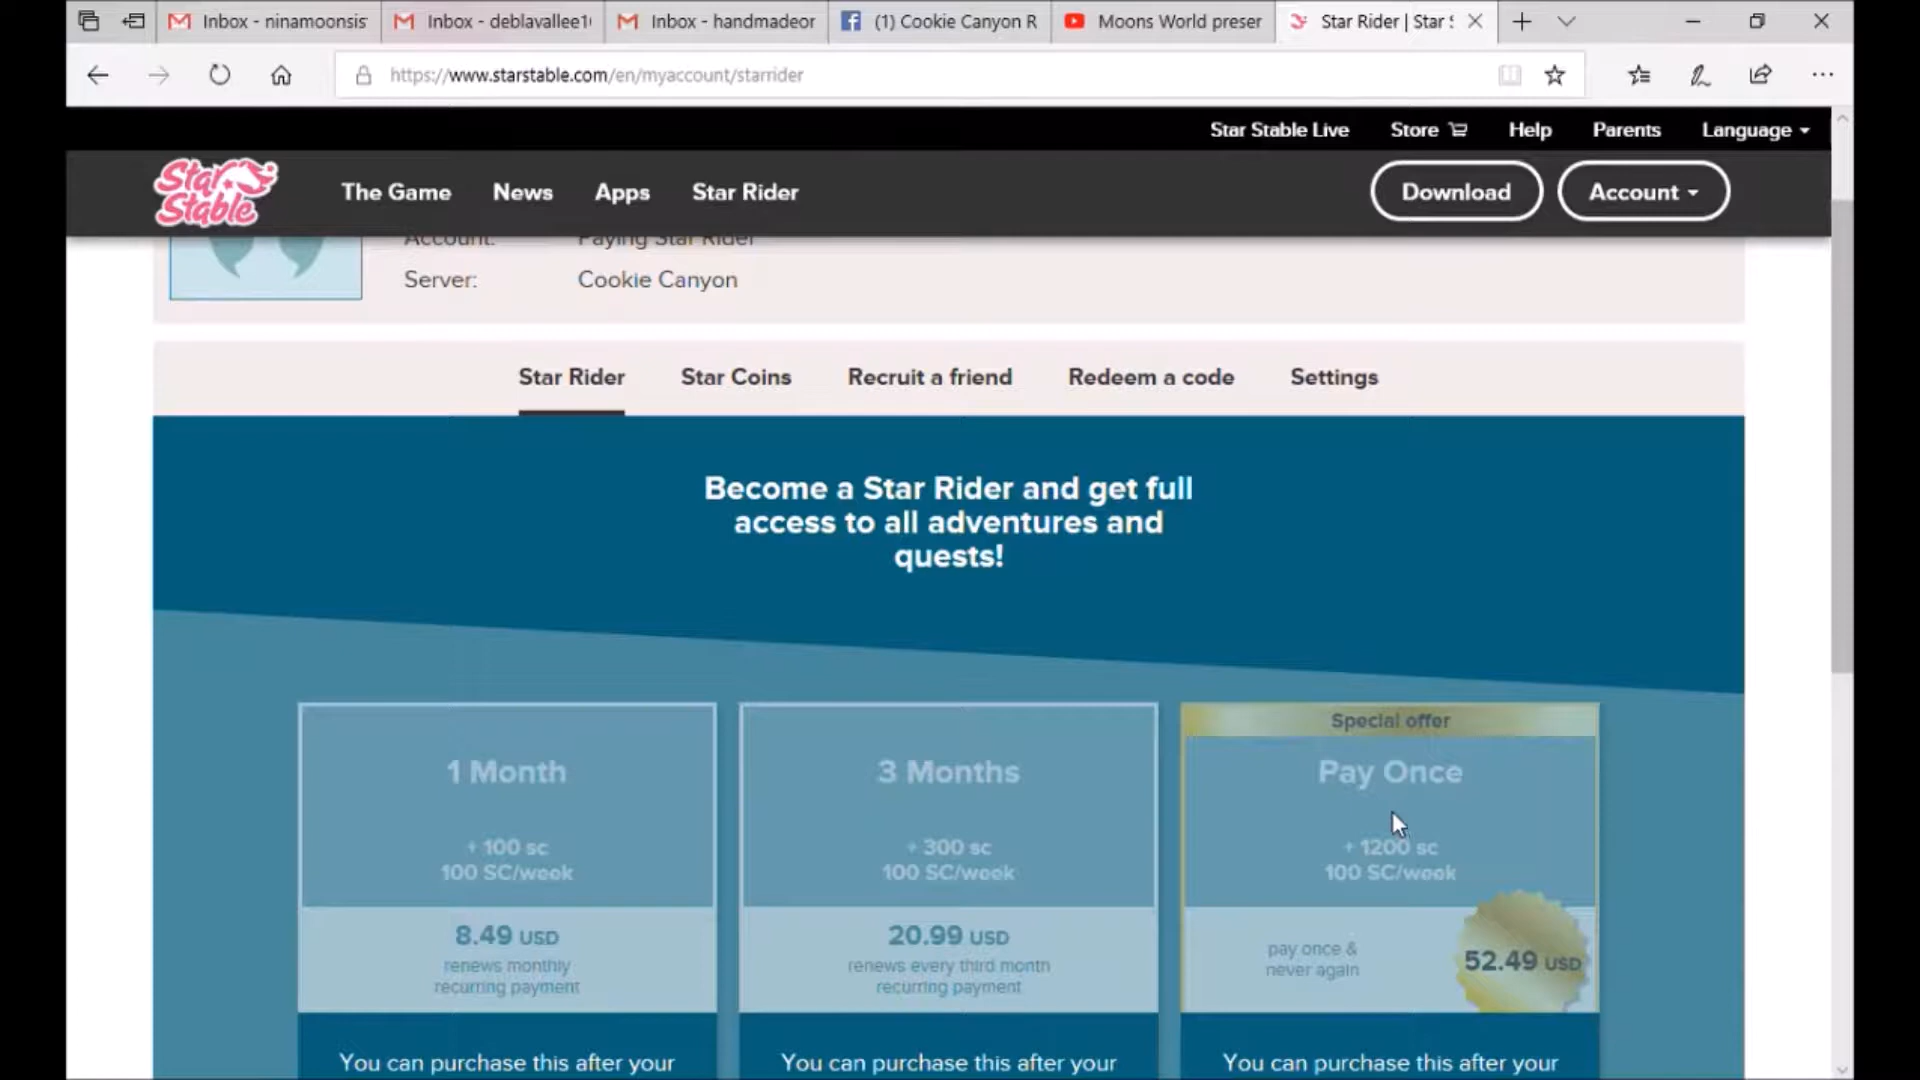 Inbox - ninamoonsis
Inbox - deblavallee1
Inbox - handmadeor
(1) Cookie Canyon R
Moons World preser
Star Rider | Star S
https://www.starstable.com/en/myaccount/starrider
Star Stable Live
Store
Help
Parents
Language
Star Stable
The Game
News
Apps
Star Rider
Download
Account
Account: Paying Star Rider
Server: Cookie Canyon
Star Rider
Star Coins
Recruit a friend
Redeem a code
Settings
Become a Star Rider and get full
access to all adventures and
quests!
1 Month
+ 100 sc
100 SC/week
8.49 USD
renews monthly
recurring payment
You can purchase this after your
3 Months
+ 300 sc
100 SC/week
20.99 USD
renews every third month
recurring payment
You can purchase this after your
Special offer
Pay Once
+ 1200 sc
100 SC/week
pay once &
never again
52.49 USD
You can purchase this after your